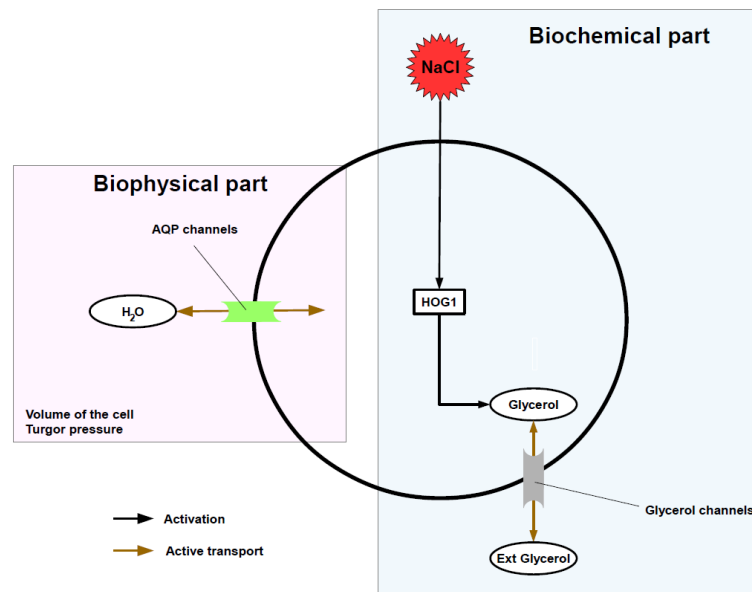 Biochemical part
NaCl
Biophysical part
AQP channels
H2O
HOG1
Glycerol
Volume of the cell
Turgor pressure
Glycerol channels
Activation
Active transport
Ext Glycerol